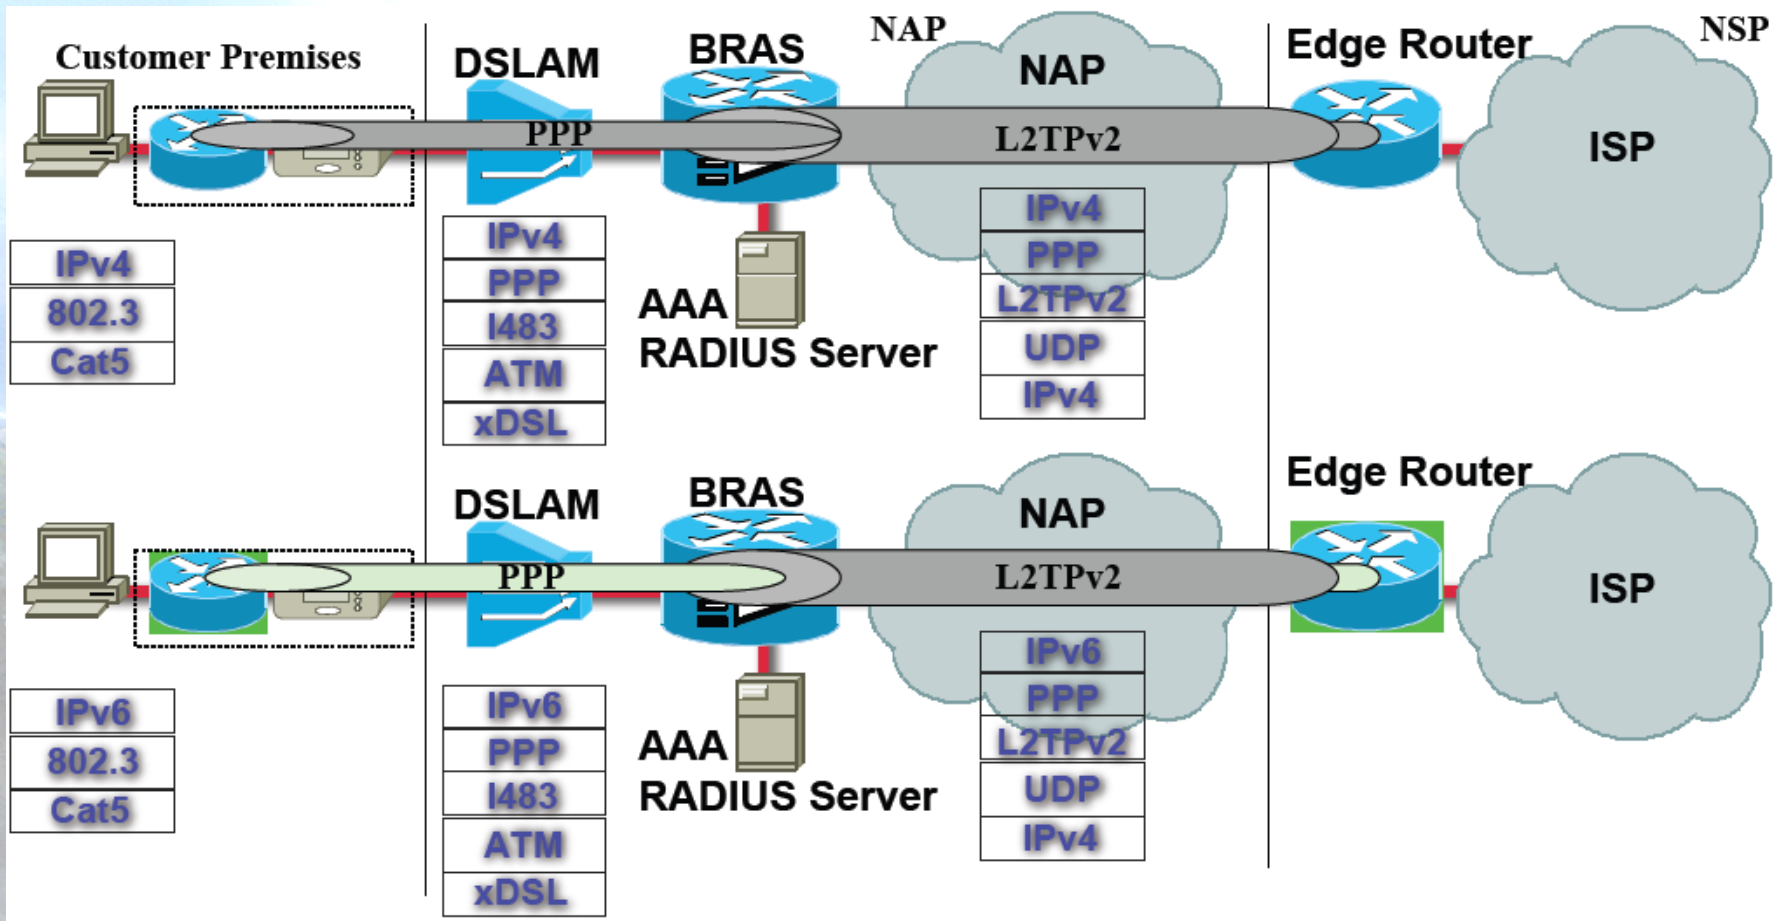 NAP
NSP
Customer Premises
DSLAM
BRAS
NAP
Edge Router
PPP
L2TPv2
ISP
IPv4
802.3
Cat5
IPv4
PPP
I483
ATM
xDSL
AAA
RADIUS Server
IPv4
PPP
L2TPv2
UDP
IPv4
DSLAM
BRAS
NAP
Edge Router
PPP
L2TPv2
ISP
IPv6
802.3
Cat5
IPv6
PPP
I483
ATM
xDSL
AAA
RADIUS Server
IPv6
PPP
L2TPv2
UDP
IPv4